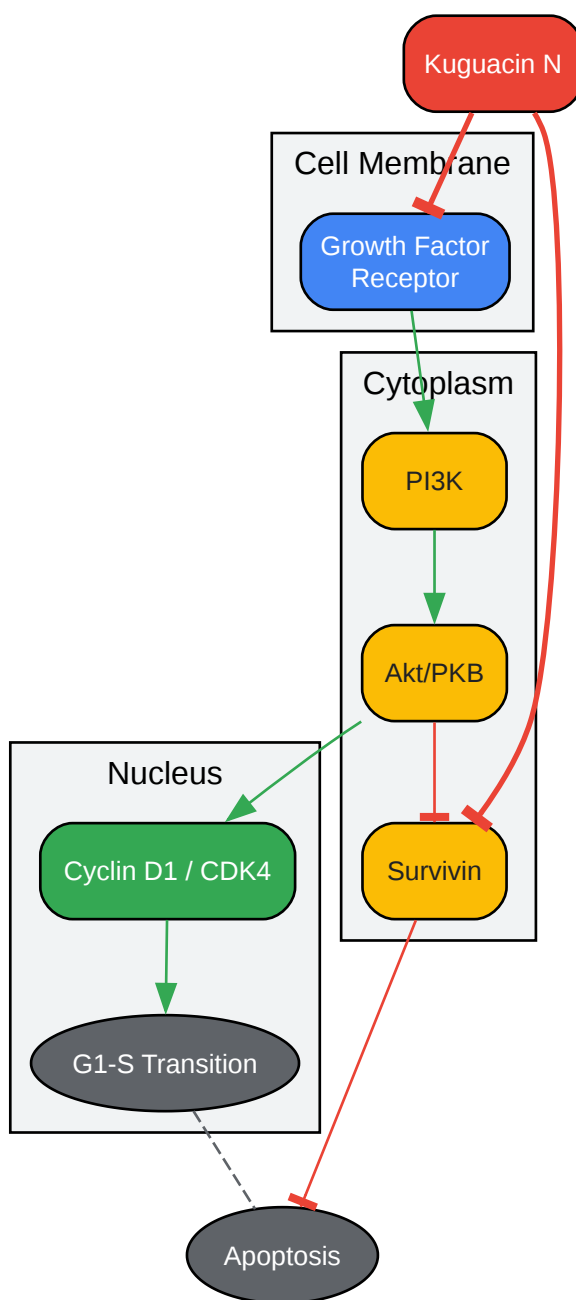 Kuguacin N
Cell Membrane
Growth Factor
Receptor
Cytoplasm
PI3K
Akt/PKB
Nucleus
Cyclin D1 / CDK4
Survivin
G1-S Transition
Apoptosis